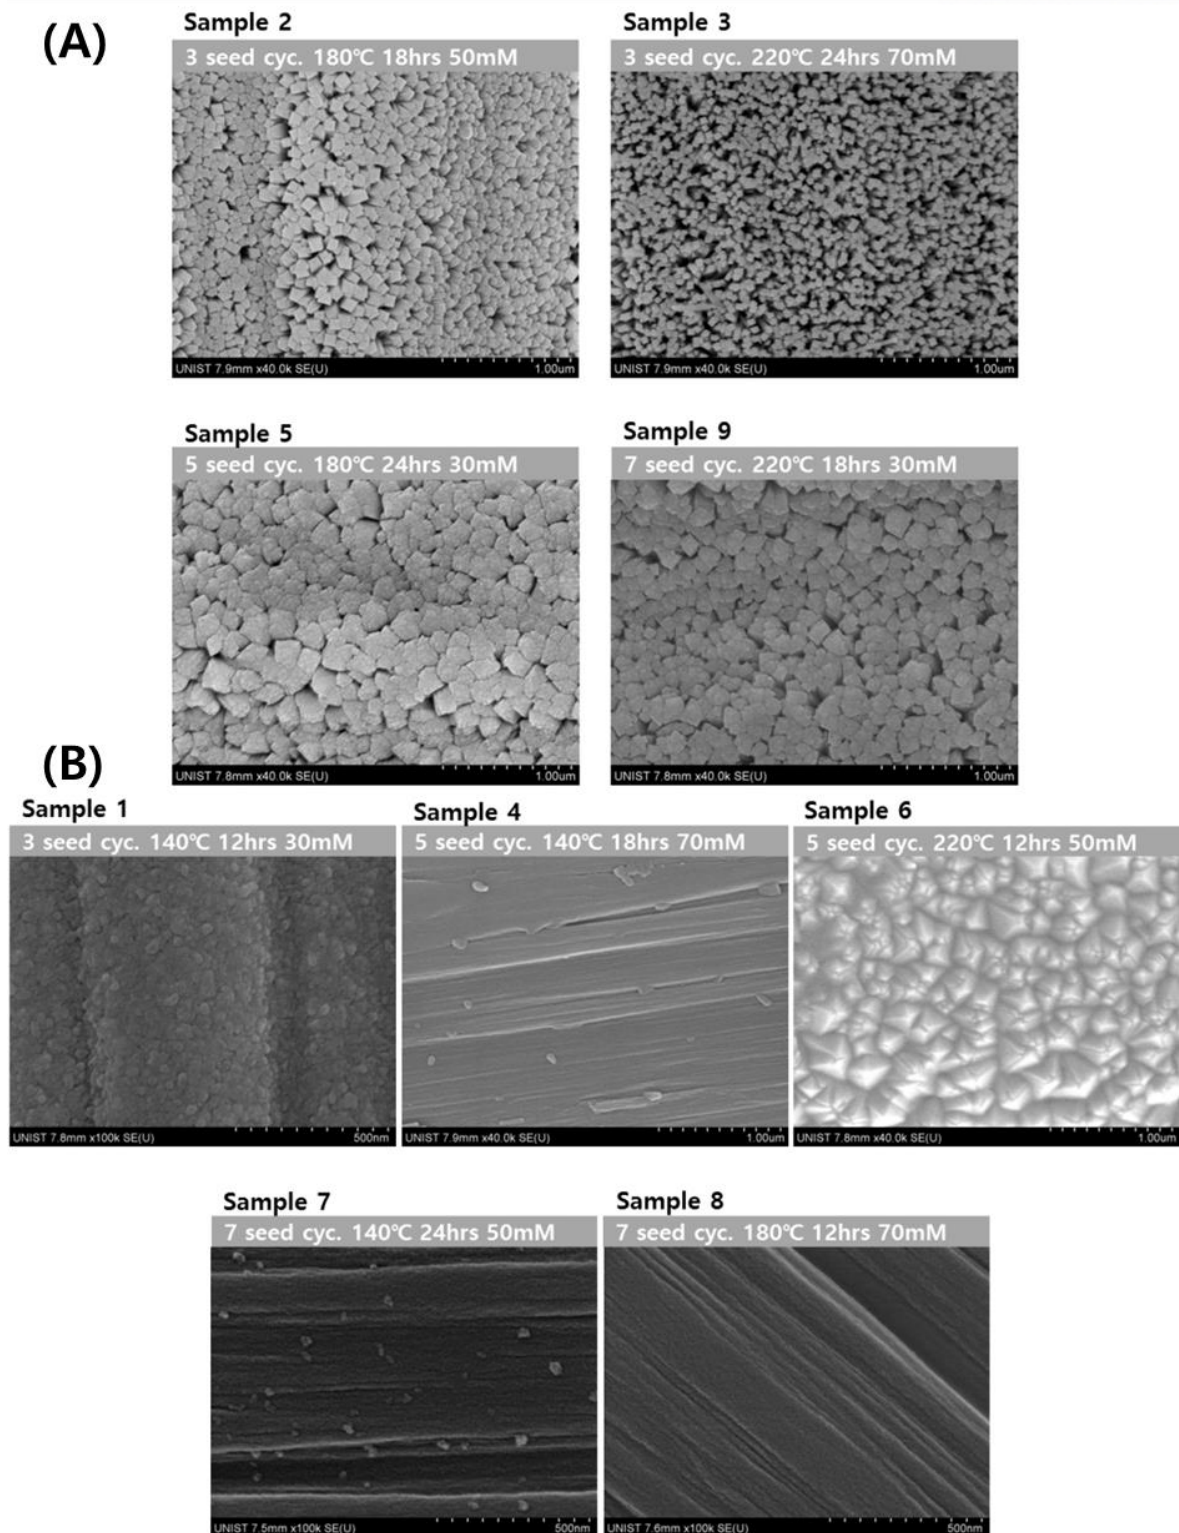 (A)
Sample 2
3 seed cyc. 180℃ 18hrs 50mM
UNIST 7.9mm x40.0k SE(U) 1.00um
Sample 3
3 seed cyc. 220℃ 24hrs 70mM
UNIST 7.9mm x40.0k SE(U) 1.00um
Sample 5
5 seed cyc. 180℃ 24hrs 30mM
UNIST 7.8mm x40.0k SE(U) 1.00um
Sample 9
7 seed cyc. 220℃ 18hrs 30mM
UNIST 7.8mm x40.0k SE(U) 1.00um
(B)
Sample 1
3 seed cyc. 140℃ 12hrs 30mM
UNIST 7.8mm x100k SE(U) 500nm
Sample 4
5 seed cyc. 140℃ 18hrs 70mM
UNIST 7.9mm x40.0k SE(U) 1.00um
Sample 6
5 seed cyc. 220℃ 12hrs 50mM
UNIST 7.8mm x40.0k SE(U) 1.00um
Sample 7
7 seed cyc. 140℃ 24hrs 50mM
UNIST 7.5mm x100k SE(U) 500nm
Sample 8
7 seed cyc. 180℃ 12hrs 70mM
UNIST 7.6mm x100k SE(U) 500nm